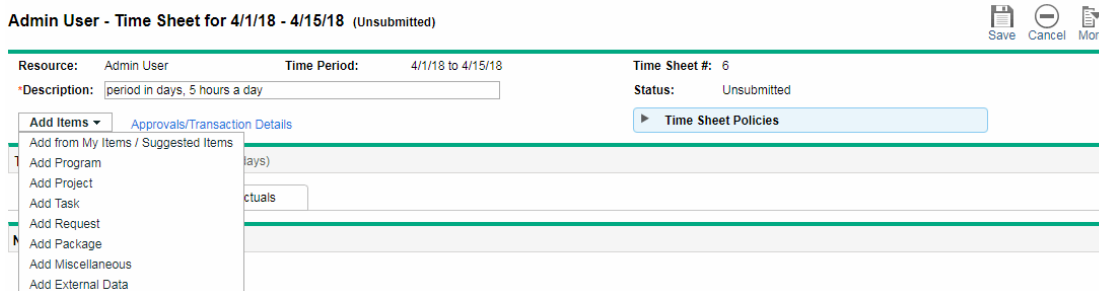 Admin User - Time Sheet for 4/1/18 - 4/15/18 (Unsubmitted)
Save Cancel
Resource: Admin User Time Period: 4/1/18 to 4/15/18 Time Sheet #: 6
*Description: period in days, 5 hours a day Status: Unsubmitted
Add Items Approvals/Transaction Details Time Sheet Policies
Add from My Items / Suggested Items
Add Program
Add Project
Add Task
Add Request
Add Package
Add Miscellaneous
Add External Data